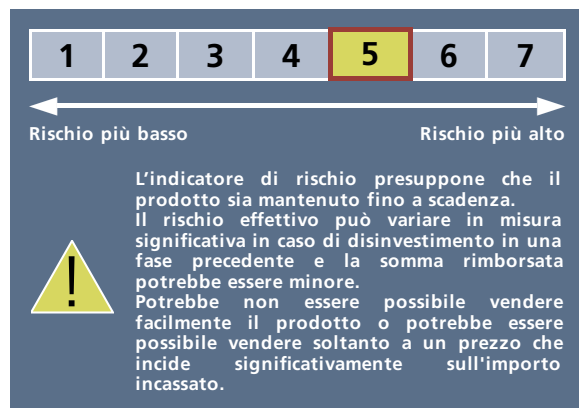 1 2 3 4 5 6 7
Rischio più basso Rischio più alto
L’indicatore di rischio presuppone che il
prodotto sia mantenuto fino a scadenza.
Il rischio effettivo può variare in misura
significativa in caso di disinvestimento in una
fase precedente e la somma rimborsata
potrebbe essere minore.
Potrebbe non essere possibile vendere
facilmente il prodotto o potrebbe essere
possibile vendere soltanto a un prezzo che
incide significativamente sull'importo
incassato.
!